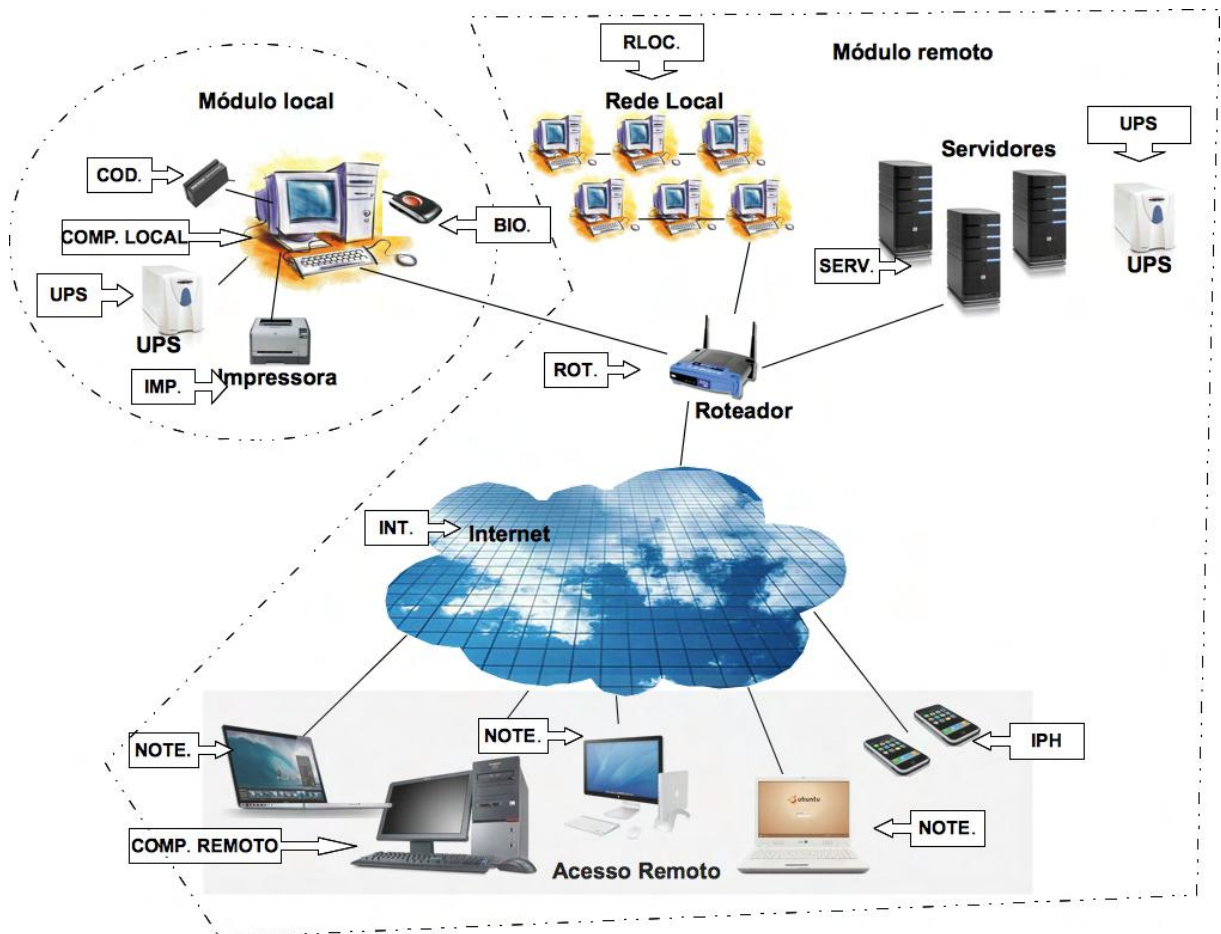 RLOC.
Módulo remoto
Módulo local
Rede Local
UPS
Servidores
COD.
COMP. LOCAL
BIO.
SERV.
UPS
UPS
UPS
IMP.
Impressora
ROT.
Roteador
INT.
Internet
NOTE.
NOTE.
IPH
ubuntu
COMP. REMOTO
NOTE.
Acesso Remoto